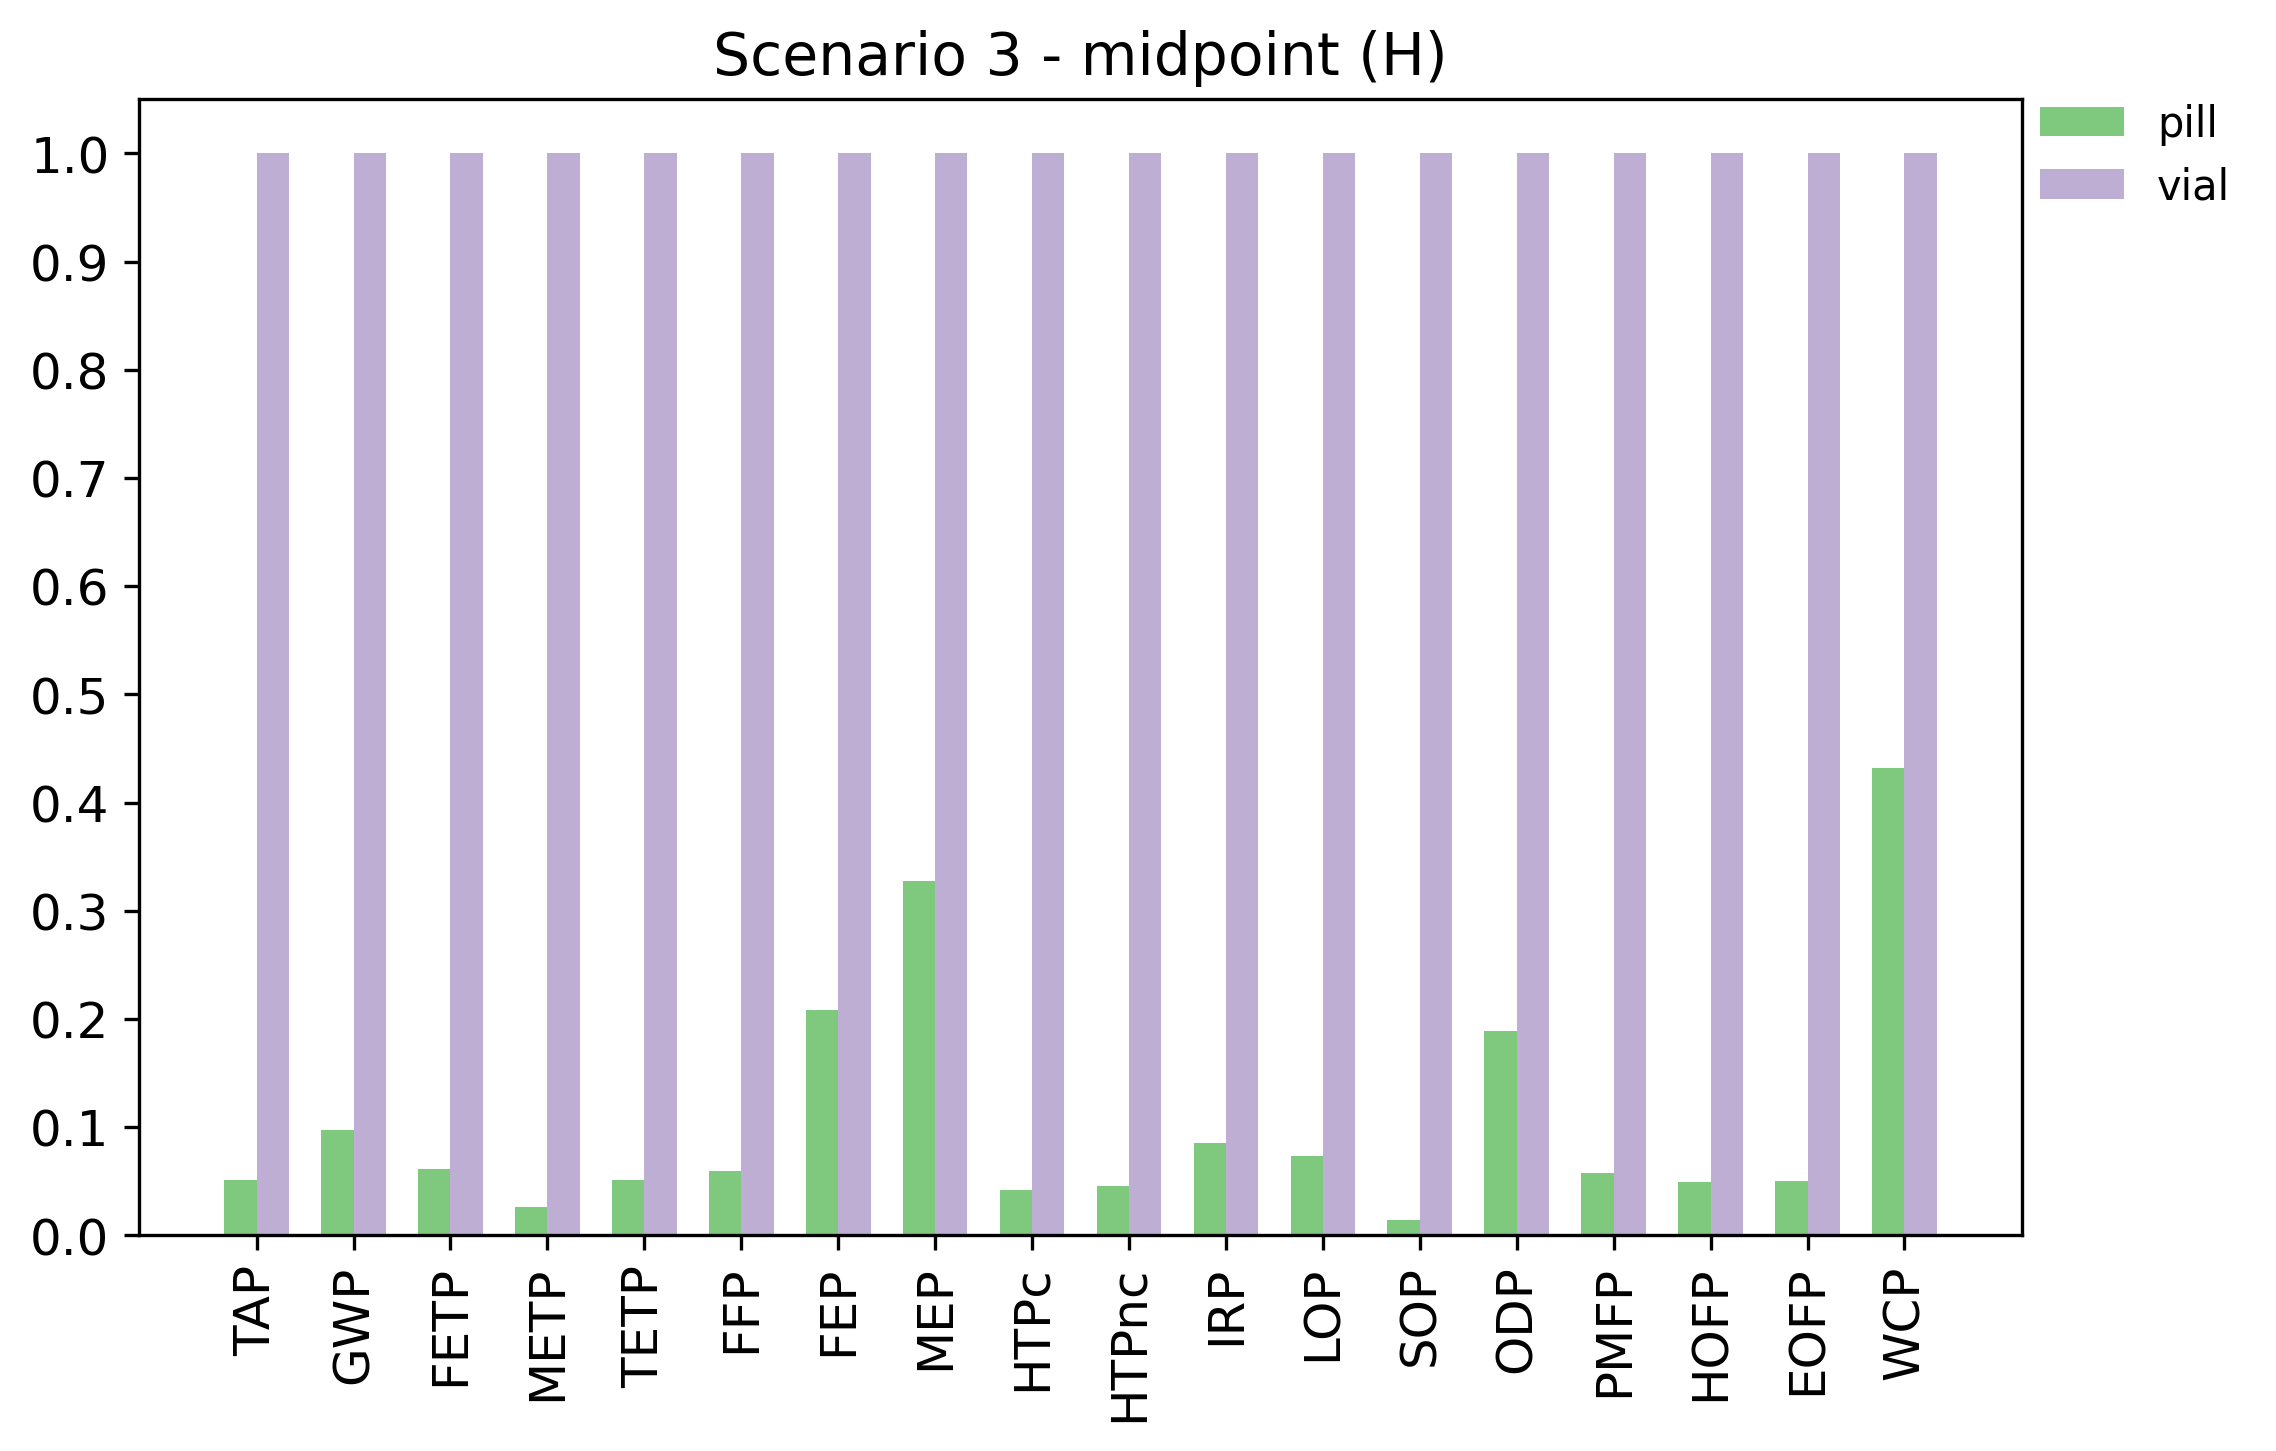 Scenario 3 - midpoint (H)
pill
vial
1.0
0.9
0.8
0.7
0.6
0.5
0.4
0.3
0.2
0.1
0.0
TAP
GWP
FETP
METP
TETP
FFP
FEP
MEP
HTPc
HTPnc
IRP
LOP
SOP
ODP
PMFP
HOFP
EOFP
WCP